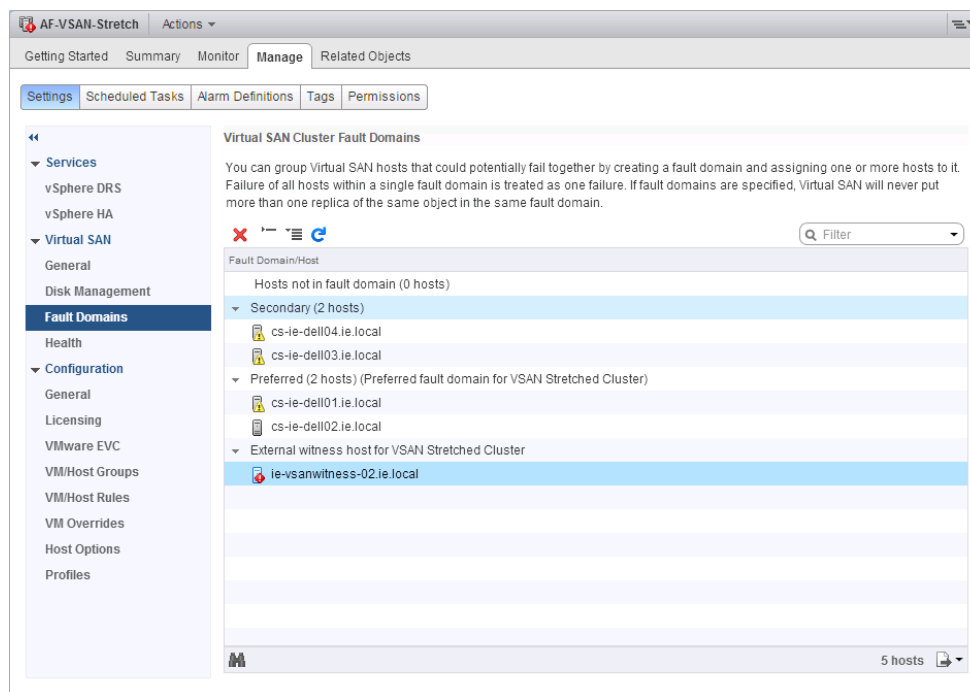 AF-VSAN-Stretch Actions
Getting Started Summary Monitor Manage Related Objects
Settings Scheduled Tasks Alarm Definitions Tags Permissions
Services
vSphere DRS
vSphere HA
Virtual SAN
General
Disk Management
Fault Domains
Health
Configuration
General
Licensing
VMware EVC
VM/Host Groups
VM/Host Rules
VM Overrides
Host Options
Profiles
Virtual SAN Cluster Fault Domains
You can group Virtual SAN hosts that could potentially fail together by creating a fault domain and assigning one or more hosts to it.
Failure of all hosts within a single fault domain is treated as one failure. If fault domains are specified, Virtual SAN will never put
more than one replica of the same object in the same fault domain.
Filter
Fault Domain/Host
Hosts not in fault domain (0 hosts)
Secondary (2 hosts)
cs-ie-dell04.ie.local
cs-ie-dell03.ie.local
Preferred (2 hosts) (Preferred fault domain for VSAN Stretched Cluster)
cs-ie-dell01.ie.local
cs-ie-dell02.ie.local
External witness host for VSAN Stretched Cluster
ie-vsanwitness-02.ie.local
5 hosts